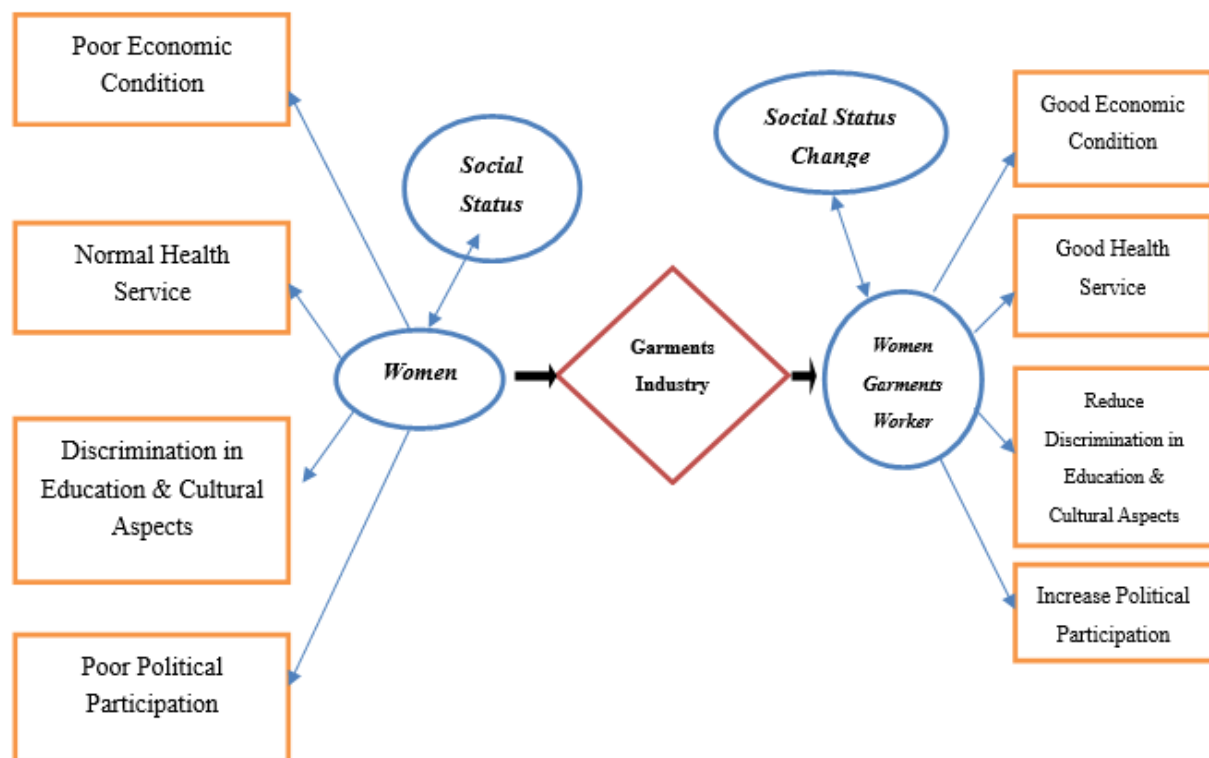 Poor Economic
Condition
Normal Health
Service
Discrimination in
Education & Cultural
Aspects
Poor Political
Participation
Social
Status
Women
Garments
Industry
Social Status
Change
Women
Garments
Worker
Good Economic
Condition
Good Health
Service
Reduce
Discrimination in
Education &
Cultural Aspects
Increase Political
Participation